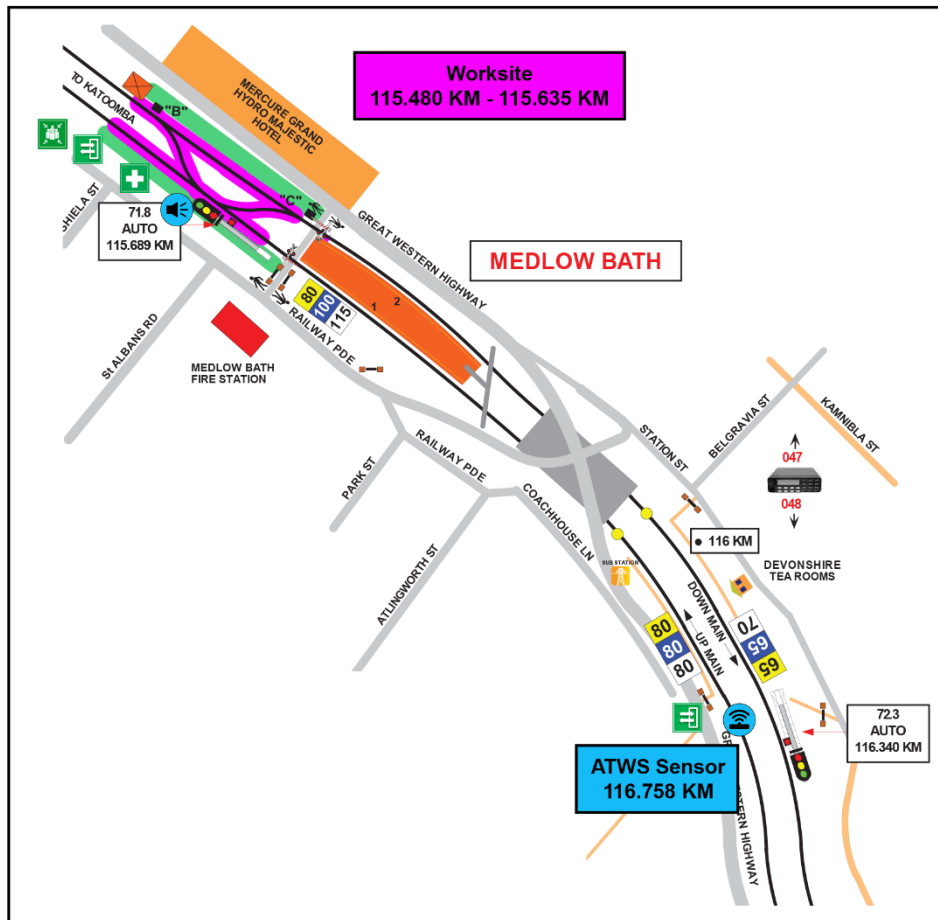 Worksite
115.480 KM - 115.635 KM
TO KATOOMBA
"B"
MERCURE GRAND
HYDRO MAJESTIC
HOTEL
"C"
SHIELA ST
71.8
AUTO
115.689 KM
GREAT WESTERN HIGHWAY
MEDLOW BATH
80
100
115
1
2
St ALBANS RD
MEDLOW BATH
FIRE STATION
RAILWAY PDE
STATION ST
BELGRAVIA ST
KAMNIBLA ST
047
048
PARK ST
RAILWAY PDE
COACHHOUSE LN
116 KM
ATLINGWORTH ST
SUB STATION
DEVONSHIRE
TEA ROOMS
DOWN MAIN
UP MAIN
80
80
80
70
65
65
72.3
AUTO
116.340 KM
ATWS Sensor
116.758 KM